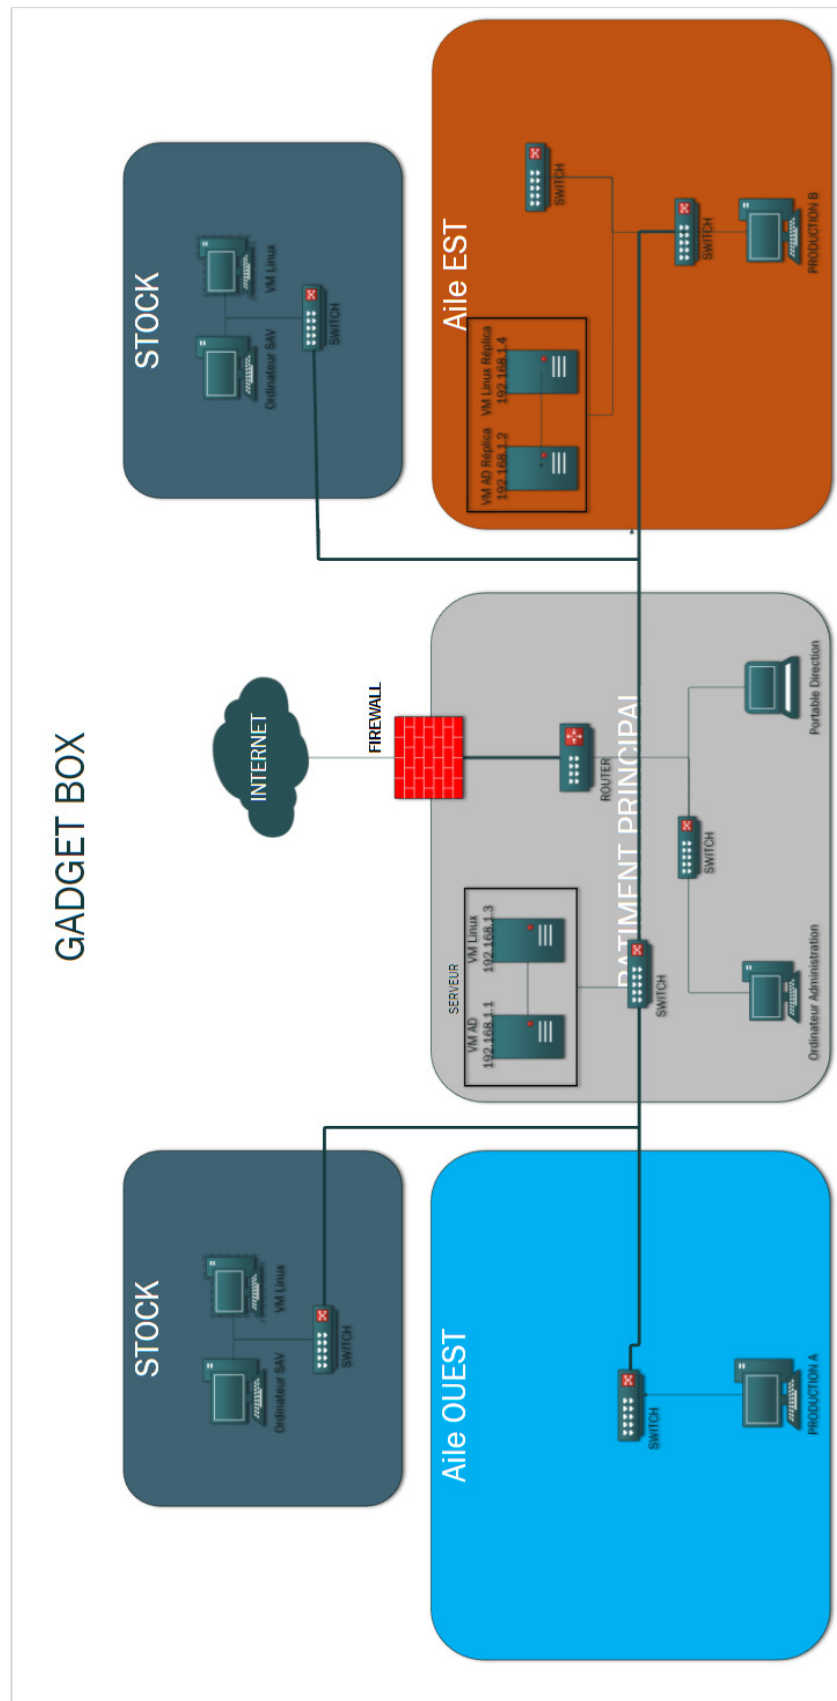 GADGET BOX
STOCK
Ordinateur SAV
VM Linux
SWITCH
INTERNET
STOCK
Ordinateur SAV
VM Linux
SWITCH
FIREWALL
Aile OUEST
SWITCH
PRODUCTION A
SERVEUR
VM AD
192.168.1.1
VM Linux
192.168.1.3
ROUTER
BATIMENT PRINCIPAL
SWITCH
SWITCH
Ordinateur Administration
Portable Direction
Aile EST
VM AD Réplica
192.168.1.2
VM Linux Réplica
192.168.1.4
SWITCH
SWITCH
PRODUCTION B